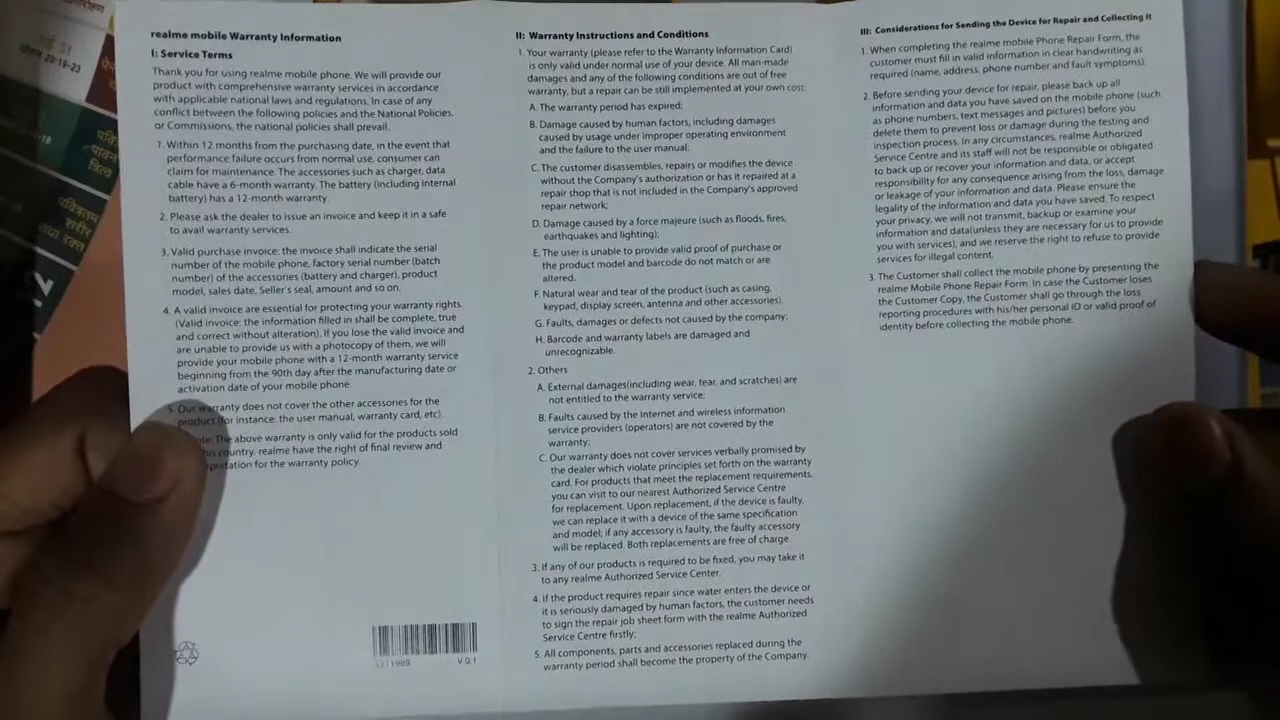 realme mobile Warranty Information
I: Service Terms
Thank you for using realme mobile phone. We will provide our
product with comprehensive warranty services in accordance
with applicable national laws and regulations. In case of any
conflict between the following policies and the National Policies,
or Commissions, the national policies shall prevail.
1. Within 12 months from the purchasing date, in the event that
performance failure occurs from normal use, consumer can
claim for maintenance. The accessories such as charger, data
cable have a 6-month warranty. The battery (including internal
battery) has a 12-month warranty.
2. Please ask the dealer to issue an invoice and keep it in a safe
to avail warranty services.
3. Valid purchase invoice: the invoice shall indicate the serial
number of the mobile phone, factory serial number (batch
number) of the accessories (battery and charger), product
model, sales date, Seller's seal, amount and so on.
4. A valid invoice are essential for protecting your warranty rights.
(Valid invoice: the information filled in shall be complete, true
and correct without alteration). If you lose the valid invoice and
are unable to provide us with a photocopy of them, we will
provide your mobile phone with a 12-month warranty service
beginning from the 90th day after the manufacturing date or
activation date of your mobile phone.
5. Our warranty does not cover the other accessories for the
product (for instance: the user manual, warranty card, etc).
The above warranty is only valid for the products sold
country, realme have the right of final review and
for the warranty policy.
V 0.1
II: Warranty Instructions and Conditions
1. Your warranty (please refer to the Warranty Information Card)
is only valid under normal use of your device. All man-made
damages and any of the following conditions are out of free
warranty, but a repair can be still implemented at your own cost:
A. The warranty period has expired;
B. Damage caused by human factors, including damages
caused by usage under improper operating environment
and the failure to the user manual;
C. The customer disassembles, repairs or modifies the device
without the Company's authorization or has it repaired at a
repair shop that is not included in the Company's approved
repair network;
D. Damage caused by a force majeure (such as floods, fires,
earthquakes and lighting);
E. The user is unable to provide valid proof of purchase or
the product model and barcode do not match or are
altered.
F. Natural wear and tear of the product (such as casing,
keypad, display screen, antenna and other accessories).
G. Faults, damages or defects not caused by the company;
H. Barcode and warranty labels are damaged and
unrecognizable.
2. Others
A. External damages(including wear, tear, and scratches) are
not entitled to the warranty service;
B. Faults caused by the Internet and wireless information
service providers (operators) are not covered by the
warranty;
C. Our warranty does not cover services verbally promised by
the dealer which violate principles set forth on the warranty
card. For products that meet the replacement requirements,
you can visit to our nearest Authorized Service Centre
for replacement. Upon replacement, if the device is faulty,
we can replace it with a device of the same specification
and model; if any accessory is faulty, the faulty accessory
will be replaced. Both replacements are free of charge.
3. If any of our products is required to be fixed, you may take it
to any realme Authorized Service Center.
4. If the product requires repair since water enters the device or
it is seriously damaged by human factors, the customer needs
to sign the repair job sheet form with the realme Authorized
Service Centre firstly;
5. All components, parts and accessories replaced during the
warranty period shall become the property of the Company.
III: Considerations for Sending the Device for Repair and Collecting It
1. When completing the realme mobile Phone Repair Form, the
customer must fill in valid information in clear handwriting as
required (name, address, phone number and fault symptoms);
2. Before sending your device for repair, please back up all
information and data you have saved on the mobile phone (such
as phone numbers, text messages and pictures) before you
delete them to prevent loss or damage during the testing and
inspection process. In any circumstances, realme Authorized
Service Centre and its staff will not be responsible or obligated
to back up or recover your information and data, or accept
responsibility for any consequence arising from the loss, damage
or leakage of your information and data. Please ensure the
legality of the information and data you have saved. To respect
your privacy, we will not transmit, backup or examine your
information and data(unless they are necessary for us to provide
you with services), and we reserve the right to refuse to provide
services for illegal content.
3. The Customer shall collect the mobile phone by presenting the
realme Mobile Phone Repair Form. In case the Customer loses
the Customer Copy, the Customer shall go through the loss
reporting procedures with his/her personal ID or valid proof of
identity before collecting the mobile phone.